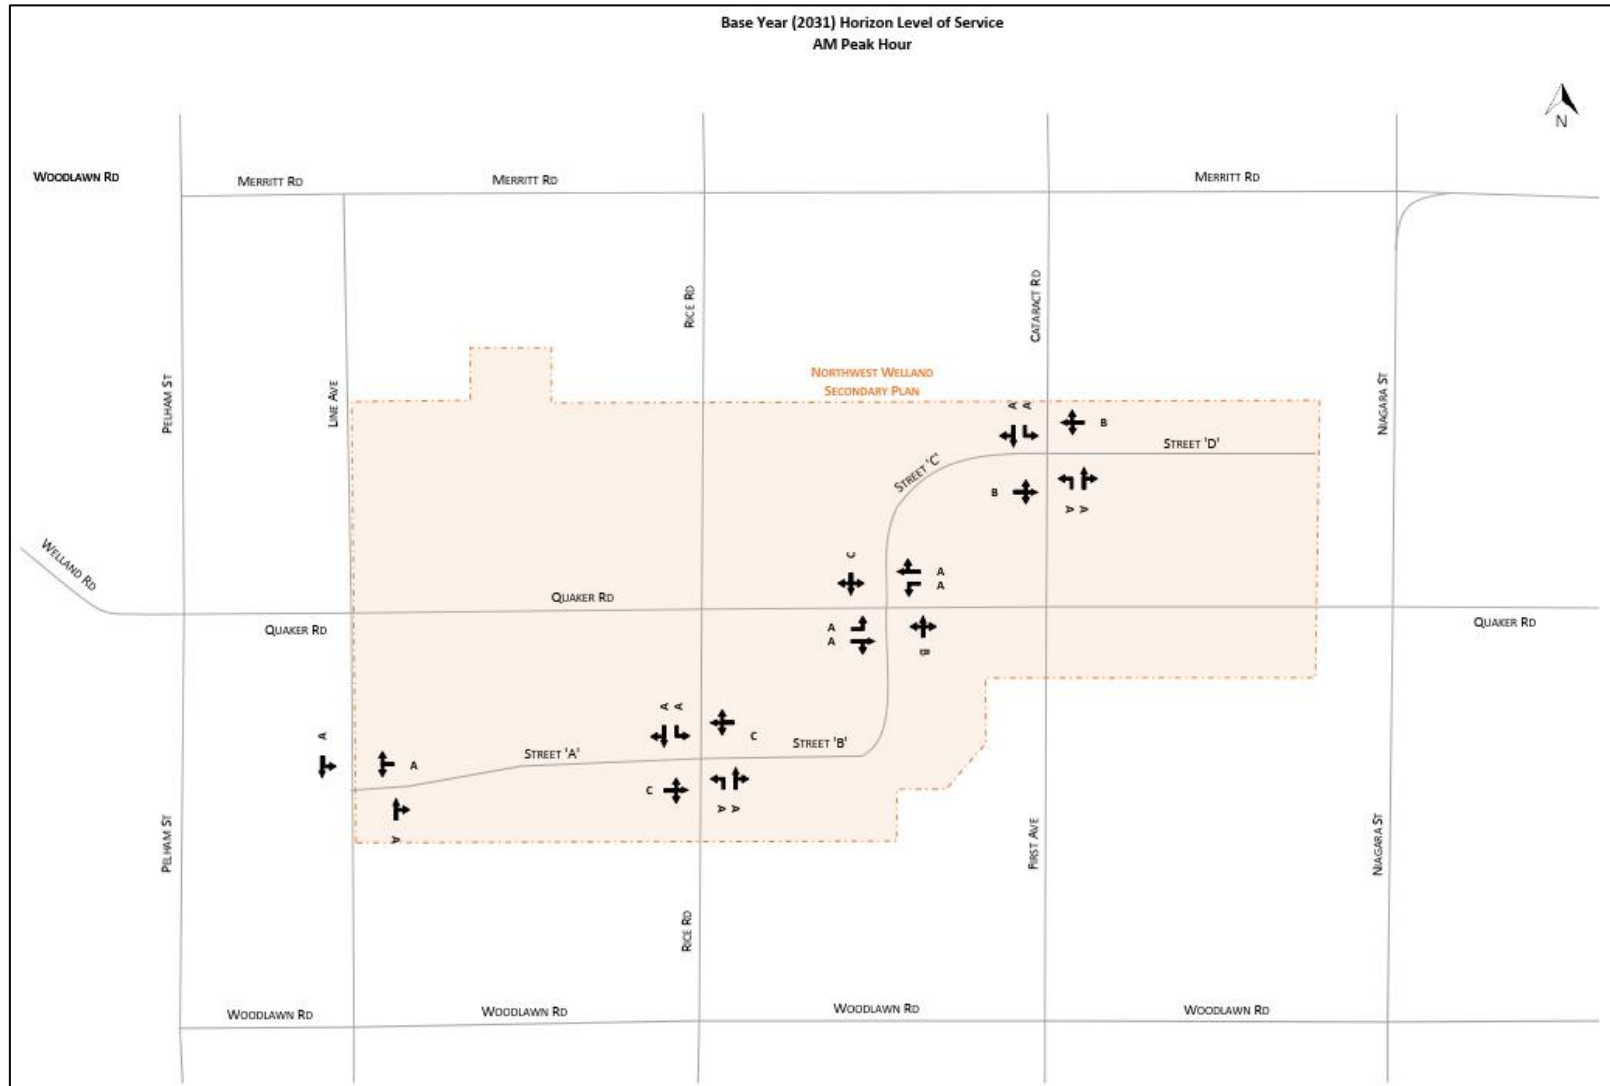 Base Year (2031) Horizon Level of Service
AM Peak Hour
N
WOODLAWN RD
MERRITT RD
MERRITT RD
MERRITT RD
RICE RD
CATARACT RD
PELHAM ST
LINE AVE
NIAGARA ST
NORTHWEST WELLAND
SECONDARY PLAN
A A
B
STREET 'D'
STREET 'C'
B
A A
WELLAND RD
C
A
A
QUAKER RD
QUAKER RD
A
A
B
QUAKER RD
A A
C
STREET 'B'
A
STREET 'A'
A
C
A A
A
PELHAM ST
FIRST AVE
NIAGARA ST
RICE RD
WOODLAWN RD
WOODLAWN RD
WOODLAWN RD
WOODLAWN RD